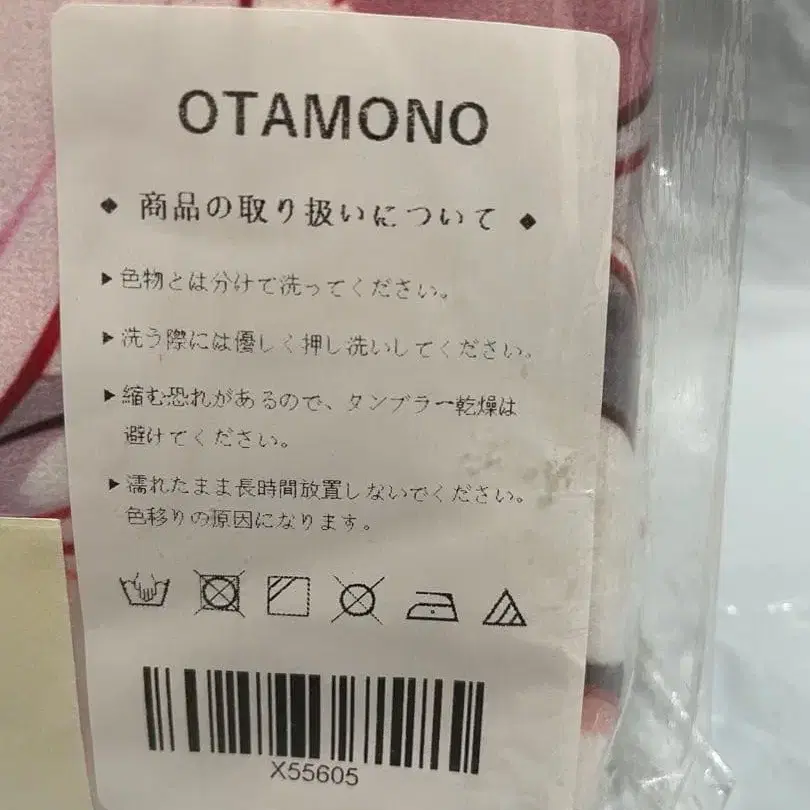 OTAMONO
◆ 商品の取り扱いについて ◆
▶色物とは分けて洗ってください。
▶洗う際には優しく押し洗いしてください。
▶縮む恐れがあるので、タンブラー乾燥は
避けてください。
▶濡れたまま長時間放置しないでください。
色移りの原因になります。
X55605